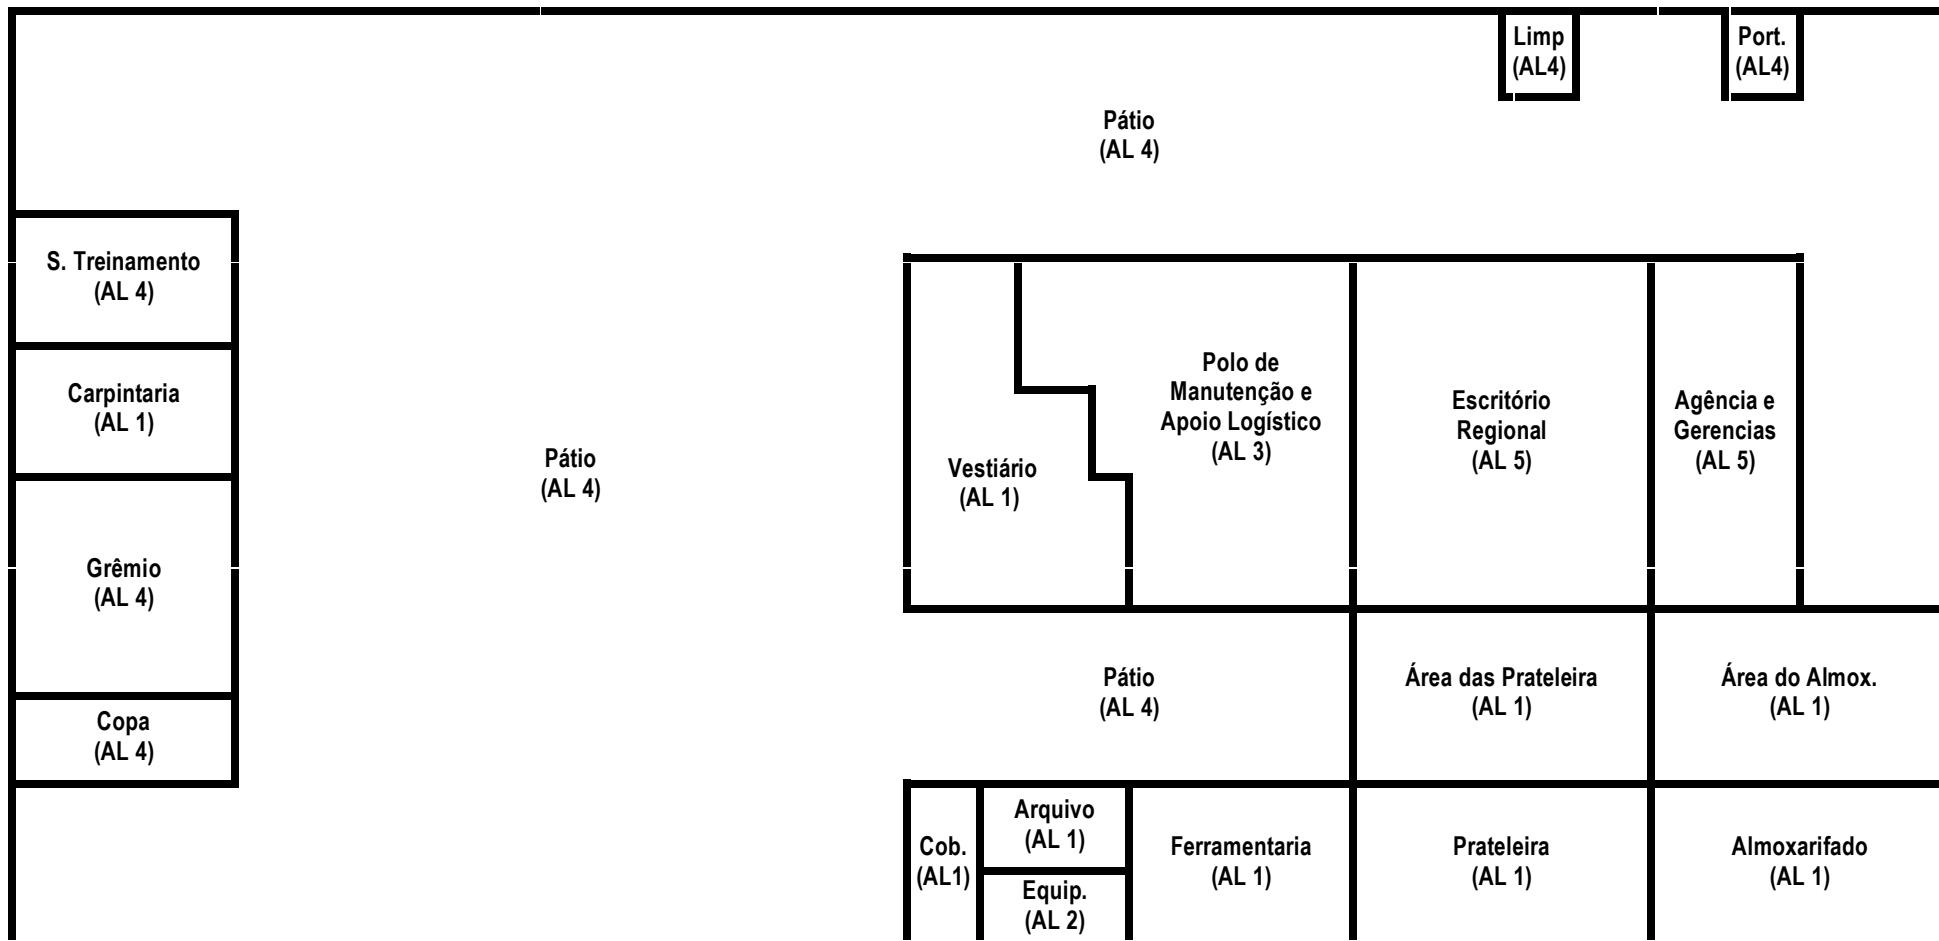 Limp
(AL4)
Port.
(AL4)
Pátio
(AL 4)
S. Treinamento
(AL 4)
Carpintaria
(AL 1)
Grêmio
(AL 4)
Copa
(AL 4)
Pátio
(AL 4)
Vestiário
(AL 1)
Polo de
Manutenção e
Apoio Logístico
(AL 3)
Escritório
Regional
(AL 5)
Agência e
Gerencias
(AL 5)
Pátio
(AL 4)
Área das Prateleira
(AL 1)
Área do Almox.
(AL 1)
Cob.
(AL1)
Arquivo
(AL 1)
Equip.
(AL 2)
Ferramentaria
(AL 1)
Prateleira
(AL 1)
Almoxarifado
(AL 1)